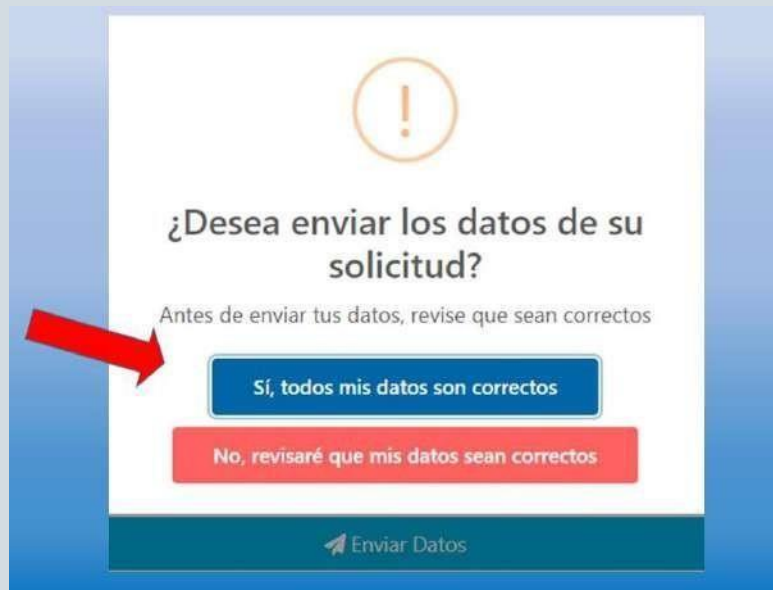 !
¿Desea enviar los datos de su
solicitud?
Antes de enviar tus datos, revise que sean correctos
Sí, todos mis datos son correctos
No, revisaré que mis datos sean correctos
Enviar Datos